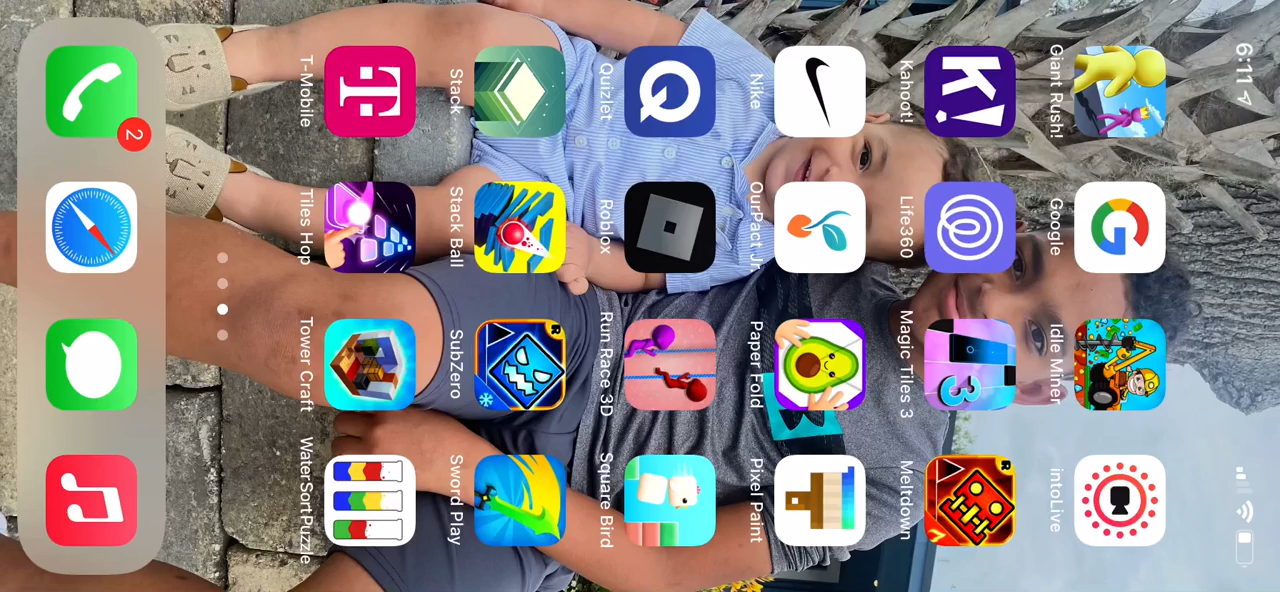 6:11
Giant Rush!
Google
Idle Miner
intoLive
K!
3
Kahoot!
Life360
Magic Tiles 3
Meltdown
Nike
OurPact Jr.
Paper Fold
Pixel Paint
Quizlet
Roblox
Run Race 3D
Square Bird
R
Stack
Stack Ball
SubZero
Sword Play
T
T-Mobile
Tiles Hop
Tower Craft
WaterSortPuzzle
2